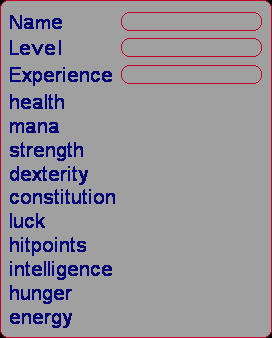 Name
Level
Experience
health
mana
strength
dexterity
constitution
luck
hitpoints
intelligence
hunger
energy